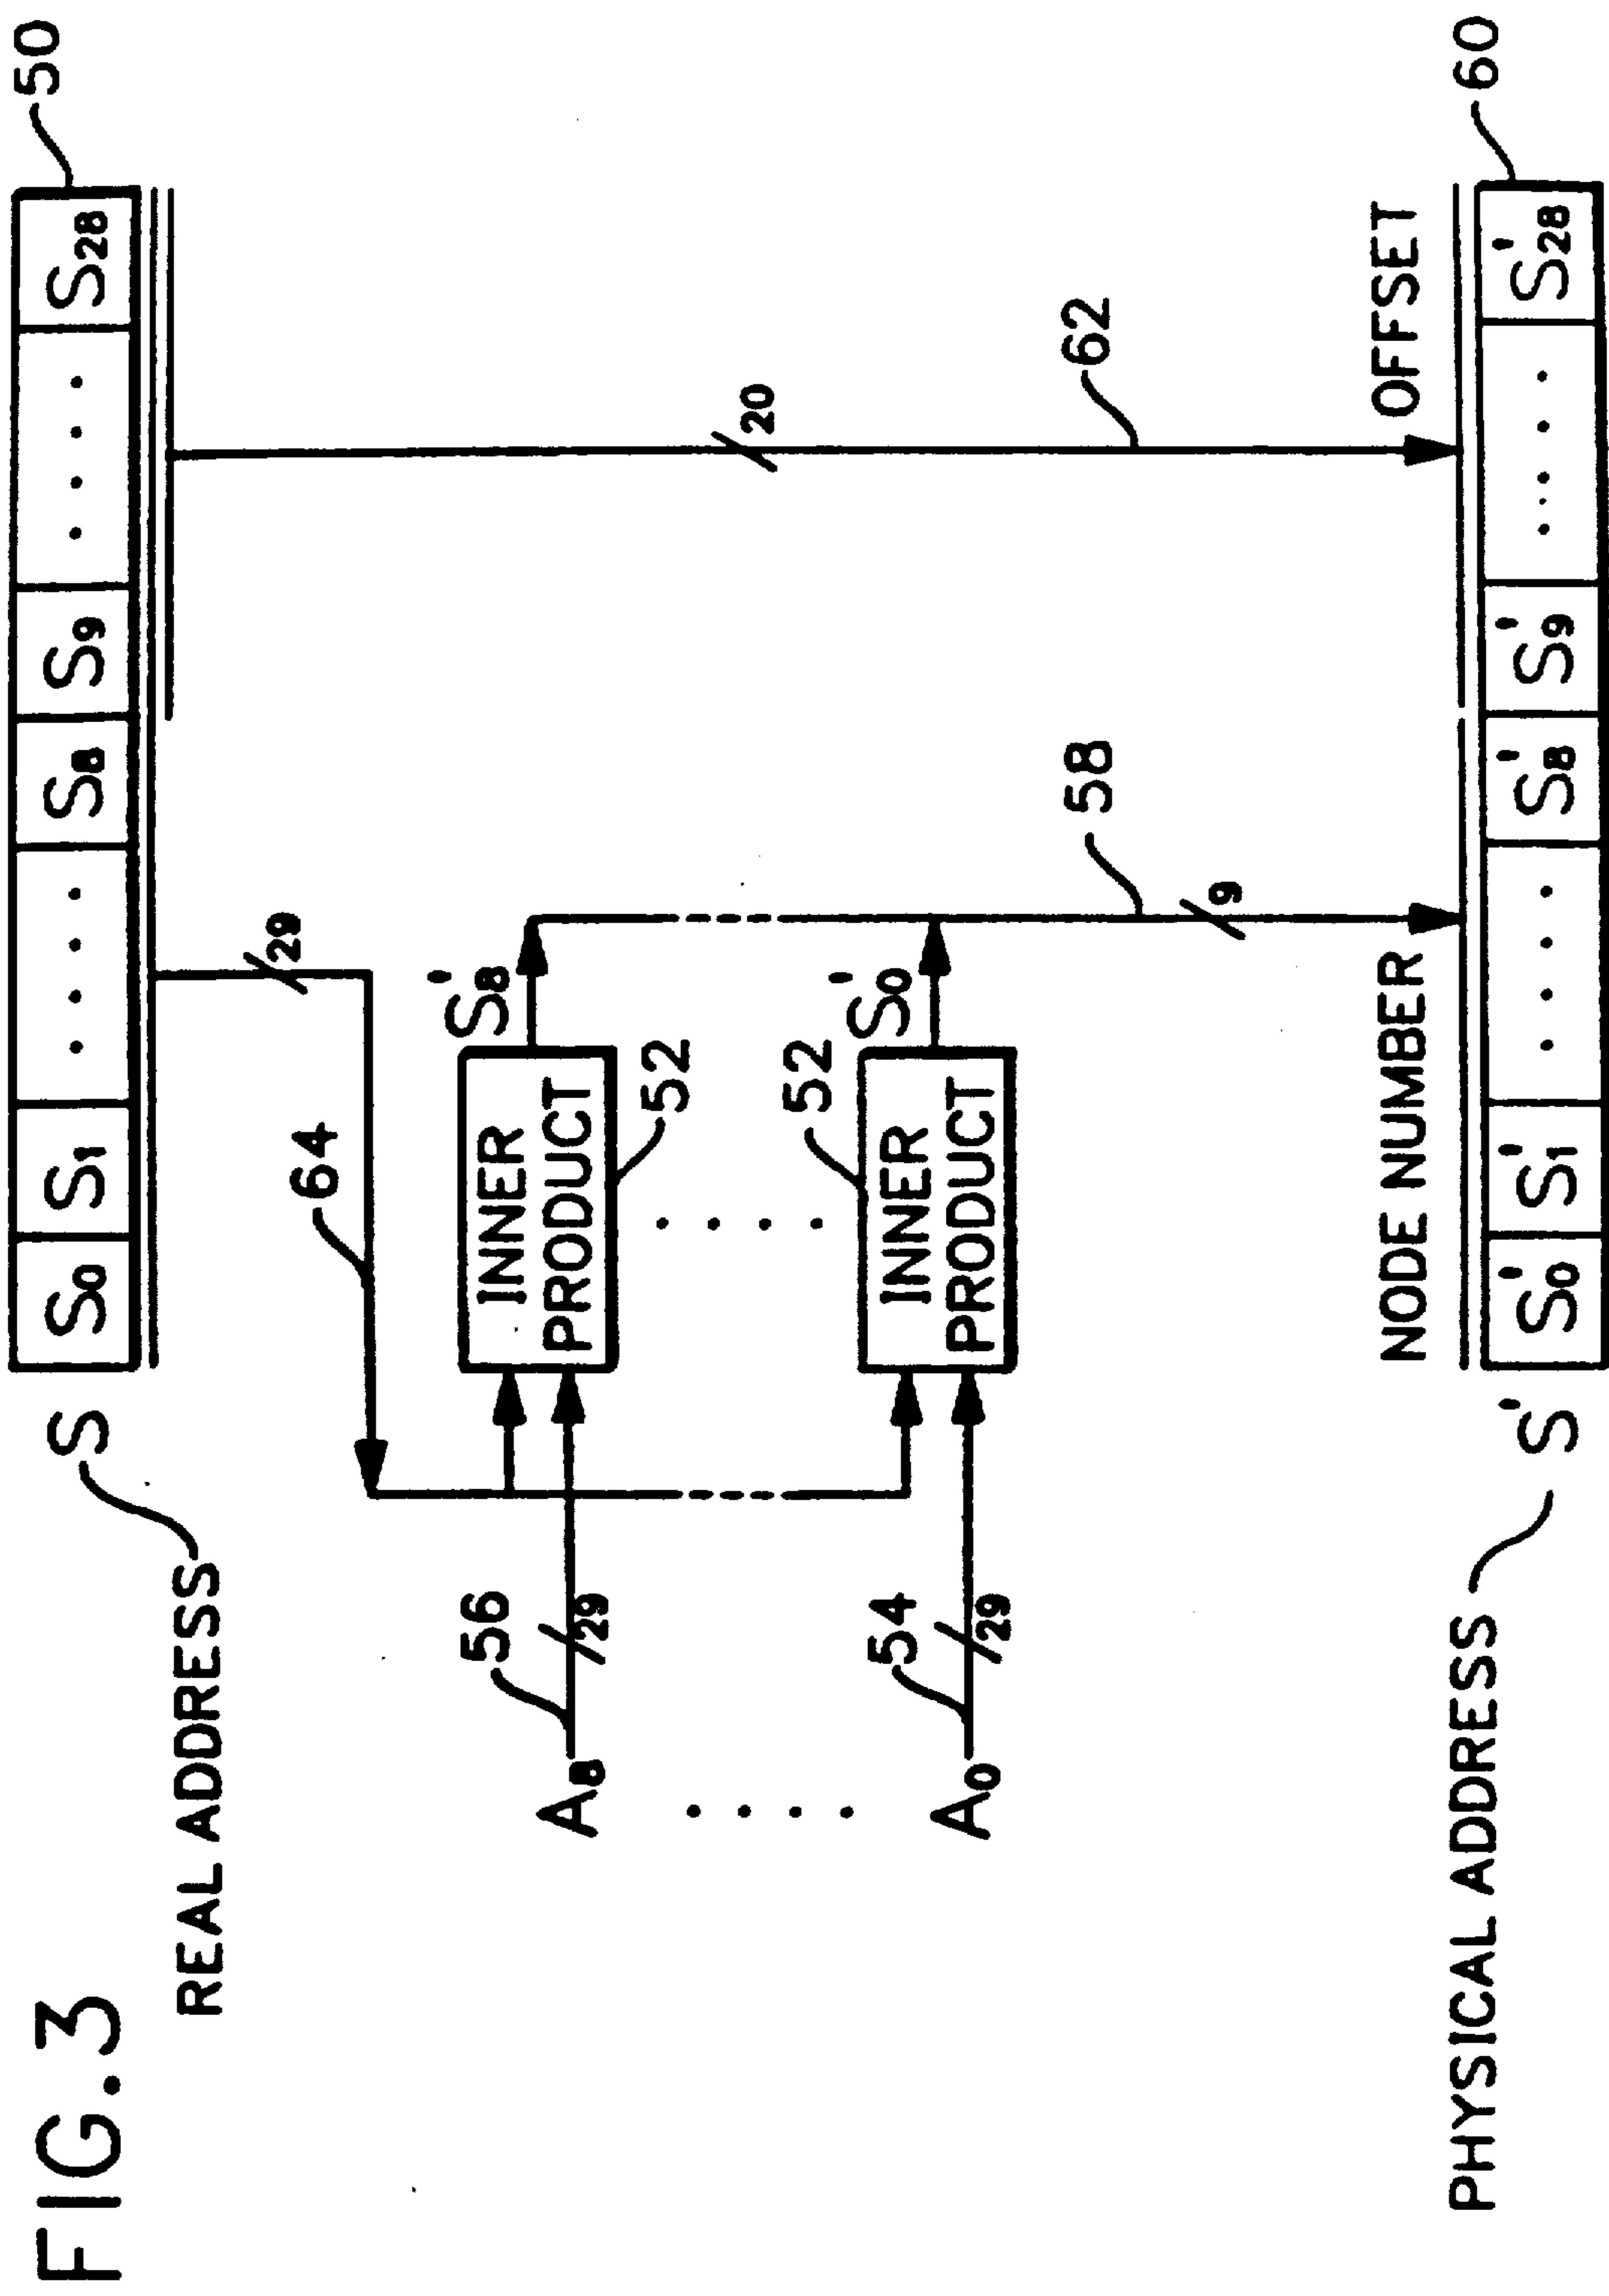 FIG.3
S S₀ S₁ . . . . S₈ S₉ . . . . S₂₈ 50
REAL ADDRESS
29
64
20
S'₈
56
A₈ 29 INNER PRODUCT
52
. . . . . . . .
52
S'₀
54
A₀ 29 INNER PRODUCT
58 62
9
NODE NUMBER OFFSET
PHYSICAL ADDRESS
S' S'₀ S'₁ . . . . S'₈ S'₉ . . . . . S'₂₈ 60